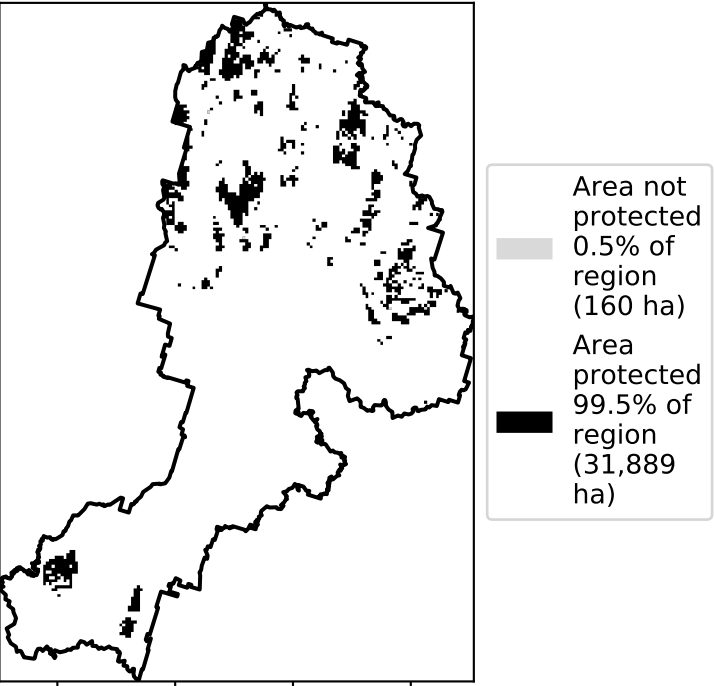 Area not
protected
0.5% of
region
(160 ha)
Area
protected
99.5% of
region
(31,889
ha)